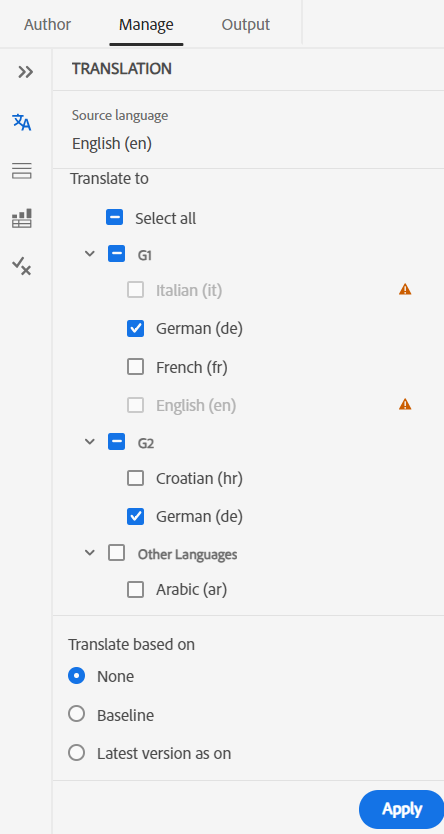 Author Manage Output
TRANSLATION
Source language
English (en)
Translate to
Select all
G1
Italian (it)
German (de)
French (fr)
English (en)
G2
Croatian (hr)
German (de)
Other Languages
Arabic (ar)
Translate based on
None
Baseline
Latest version as on
Apply